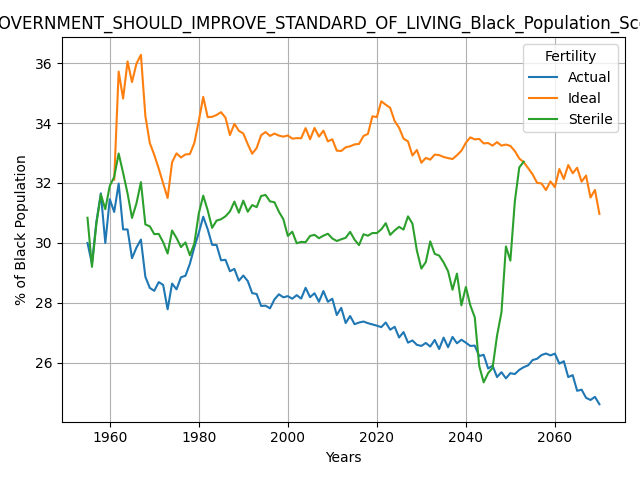 OVERNMENT_SHOULD_IMPROVE_STANDARD_OF_LIVING_Black_Population_Sc
Fertility
Actual
Ideal
Sterile
% of Black Population
36
34
32
30
28
26
1960
1980
2000
2020
2040
2060
Years